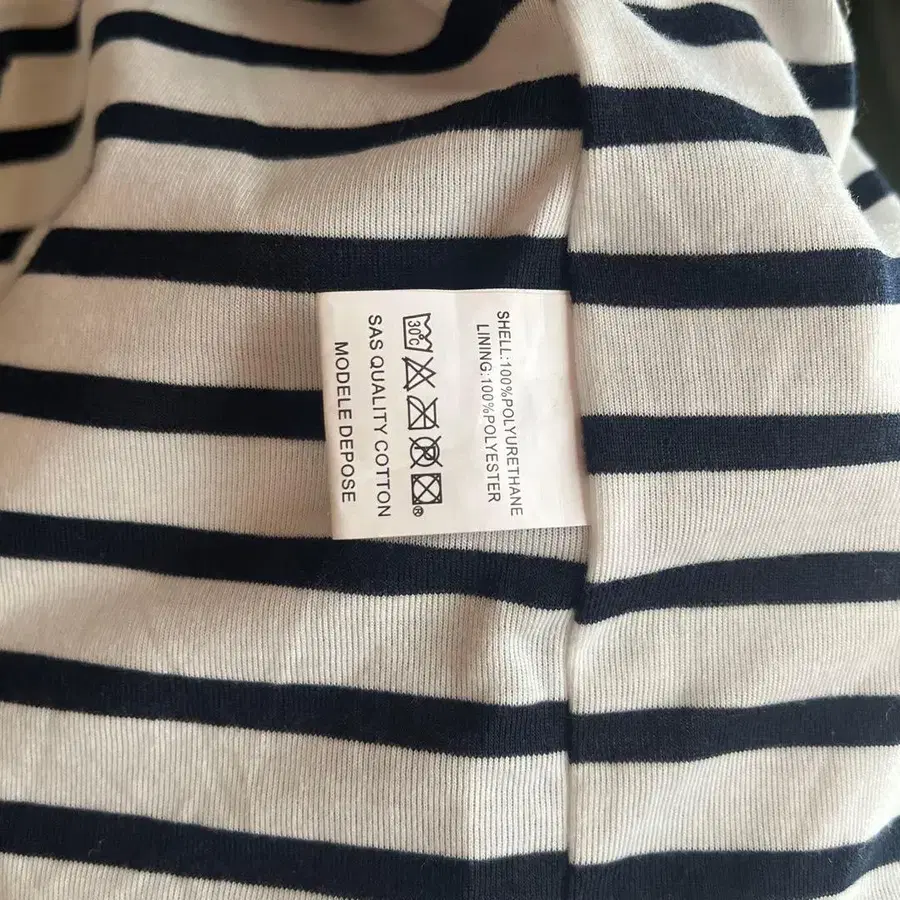 SHELL:100%POLYURETHANE
LINING:100%POLYESTER
30°C
®
SAS QUALITY COTTON
MODELE DEPOSE